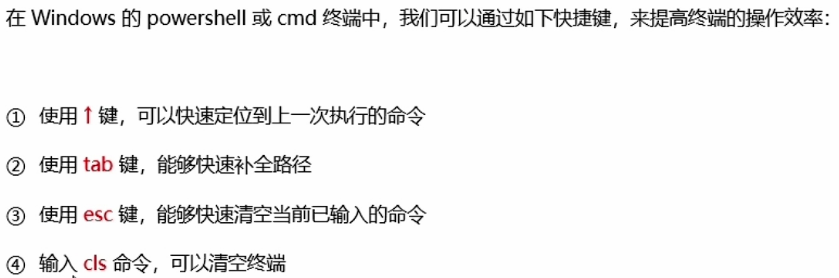 在 Windows 的 powershell 或 cmd 终端中，我们可以通过如下快捷键，来提高终端的操作效率：
① 使用 ↑ 键，可以快速定位到上一次执行的命令
② 使用 tab 键，能够快速补全路径
③ 使用 esc 键，能够快速清空当前已输入的命令
④ 输入 cls 命令，可以清空终端